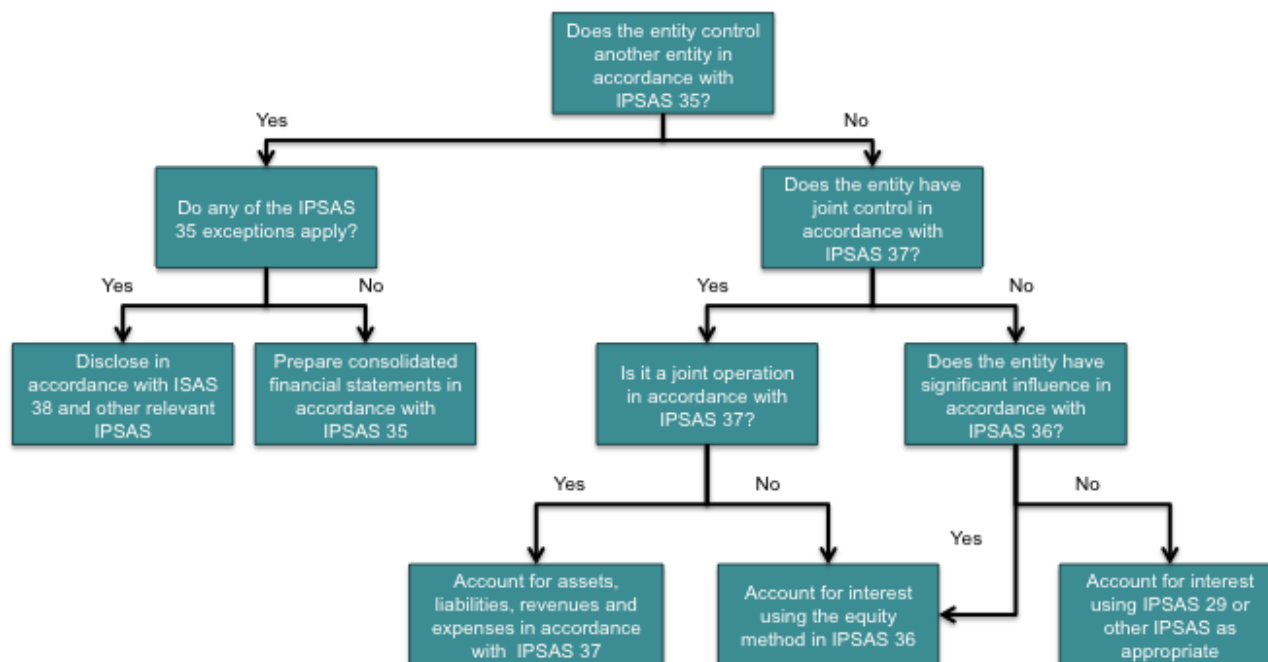 Does the entity control
another entity in
accordance with
IPSAS 35?
Yes
No
Do any of the IPSAS
35 exceptions apply?
Does the entity have
joint control in
accordance with
IPSAS 37?
Yes
No
Yes
No
Disclose in
accordance with ISAS
38 and other relevant
IPSAS
Prepare consolidated
financial statements in
accordance with
IPSAS 35
Is it a joint operation
in accordance with
IPSAS 37?
Does the entity have
significant influence in
accordance with
IPSAS 36?
Yes
No
Yes
No
Account for assets,
liabilities, revenues and
expenses in accordance
with IPSAS 37
Account for interest
using the equity
method in IPSAS 36
Account for interest
using IPSAS 29 or
other IPSAS as
appropriate